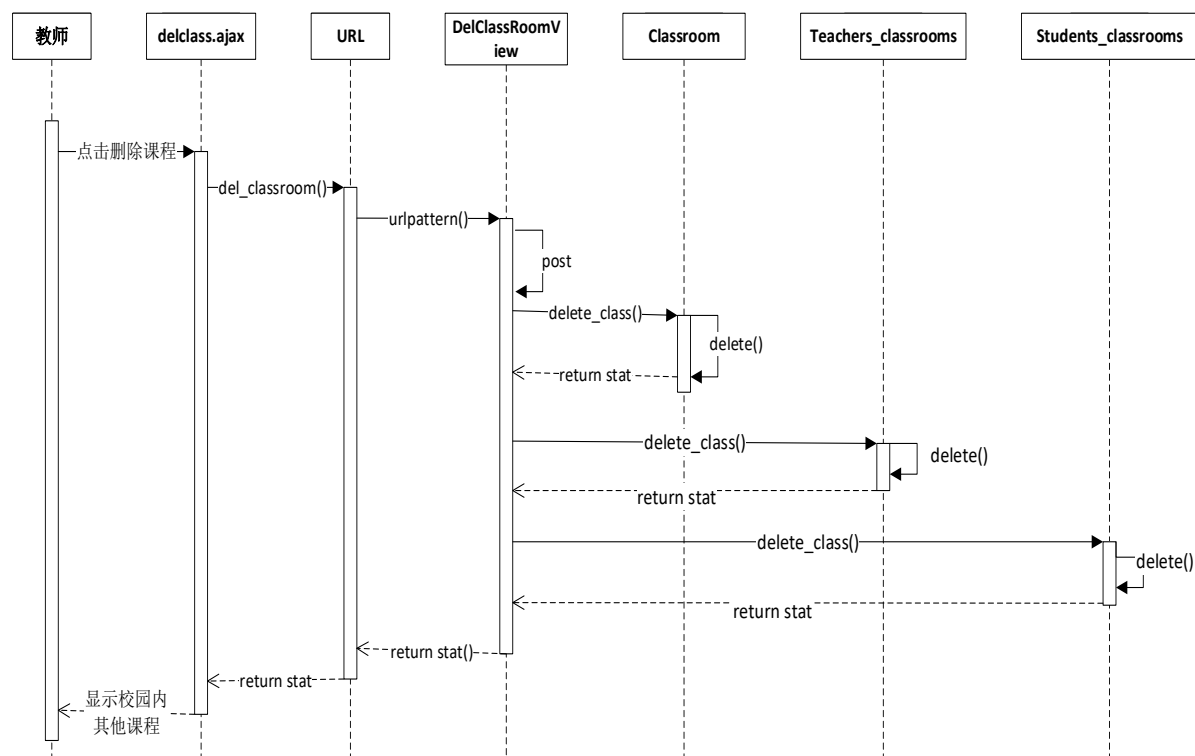 教师
delclass.ajax
URL
DelClassRoomV
iew
Classroom
Teachers_classrooms
Students_classrooms
点击删除课程
del_classroom()
urlpattern()
post
delete_class()
delete()
return stat
delete_class()
delete()
return stat
delete_class()
delete()
return stat
return stat()
return stat
显示校园内
其他课程